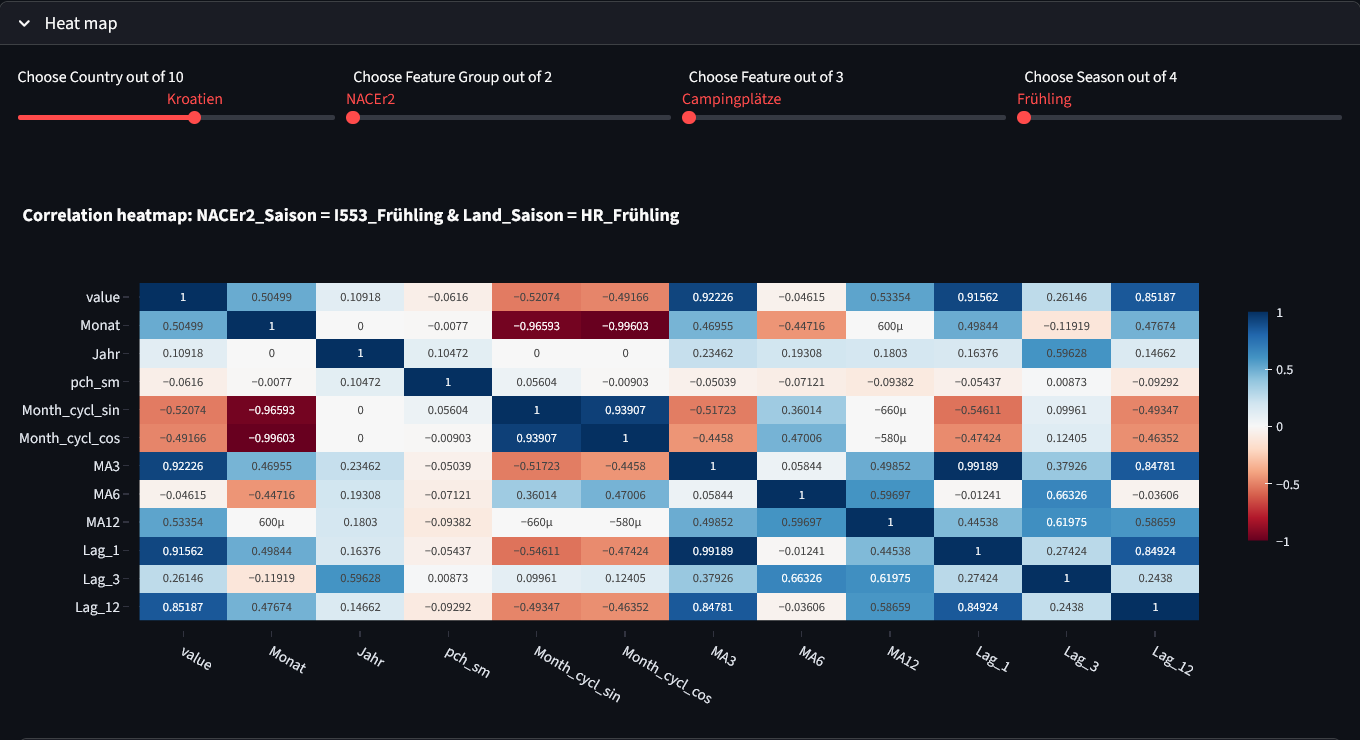 Heat map
Choose Country out of 10 Choose Feature Group out of 2 Choose Feature out of 3 Choose Season out of 4
Kroatien NACEr2 Campingplätze Frühling
Correlation heatmap: NACEr2_Saison = I553_Frühling & Land_Saison = HR_Frühling
value 1 0.50499 0.10918 −0.0616 −0.52074 −0.49166 0.92226 −0.04615 0.53354 0.91562 0.26146 0.85187
Monat 0.50499 1 0 −0.0077 −0.96593 −0.99603 0.46955 −0.44716 600μ 0.49844 −0.11919 0.47674
Jahr 0.10918 0 1 0.10472 0 0 0.23462 0.19308 0.1803 0.16376 0.59628 0.14662
pch_sm −0.0616 −0.0077 0.10472 1 0.05604 −0.00903 −0.05039 −0.07121 −0.09382 −0.05437 0.00873 −0.09292
Month_cycl_sin −0.52074 −0.96593 0 0.05604 1 0.93907 −0.51723 0.36014 −660μ −0.54611 0.09961 −0.49347
Month_cycl_cos −0.49166 −0.99603 0 −0.00903 0.93907 1 −0.4458 0.47006 −580μ −0.47424 0.12405 −0.46352
MA3 0.92226 0.46955 0.23462 −0.05039 −0.51723 −0.4458 1 0.05844 0.49852 0.99189 0.37926 0.84781
MA6 −0.04615 −0.44716 0.19308 −0.07121 0.36014 0.47006 0.05844 1 0.59697 −0.01241 0.66326 −0.03606
MA12 0.53354 600μ 0.1803 −0.09382 −660μ −580μ 0.49852 0.59697 1 0.44538 0.61975 0.58659
Lag_1 0.91562 0.49844 0.16376 −0.05437 −0.54611 −0.47424 0.99189 −0.01241 0.44538 1 0.27424 0.84924
Lag_3 0.26146 −0.11919 0.59628 0.00873 0.09961 0.12405 0.37926 0.66326 0.61975 0.27424 1 0.2438
Lag_12 0.85187 0.47674 0.14662 −0.09292 −0.49347 −0.46352 0.84781 −0.03606 0.58659 0.84924 0.2438 1
value Monat Jahr pch_sm Month_cycl_sin Month_cycl_cos MA3 MA6 MA12 Lag_1 Lag_3 Lag_12
1
0.5
0
−0.5
−1